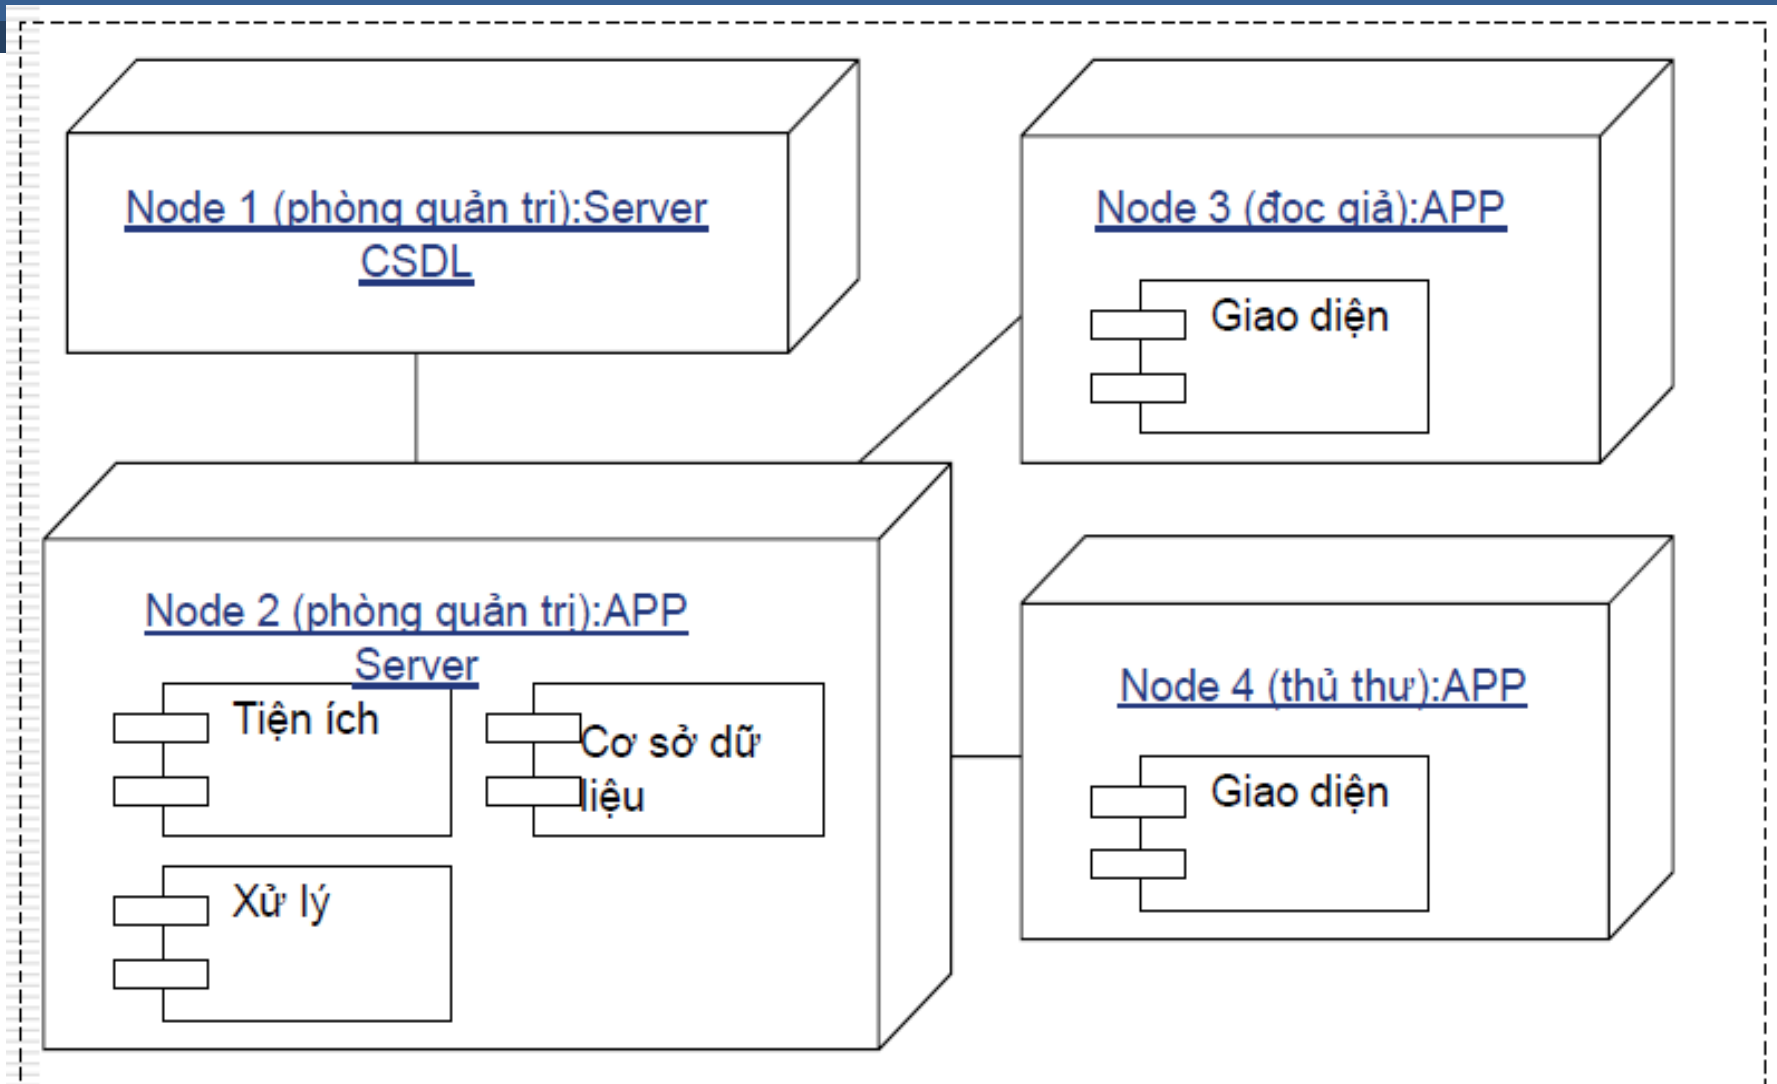 Node 1 (phòng quản trị):Server
CSDL
Node 3 (đọc giả):APP
Giao diện
Node 2 (phòng quản trị):APP
Server
Tiện ích
Cơ sở dữ
liệu
Xử lý
Node 4 (thủ thư):APP
Giao diện